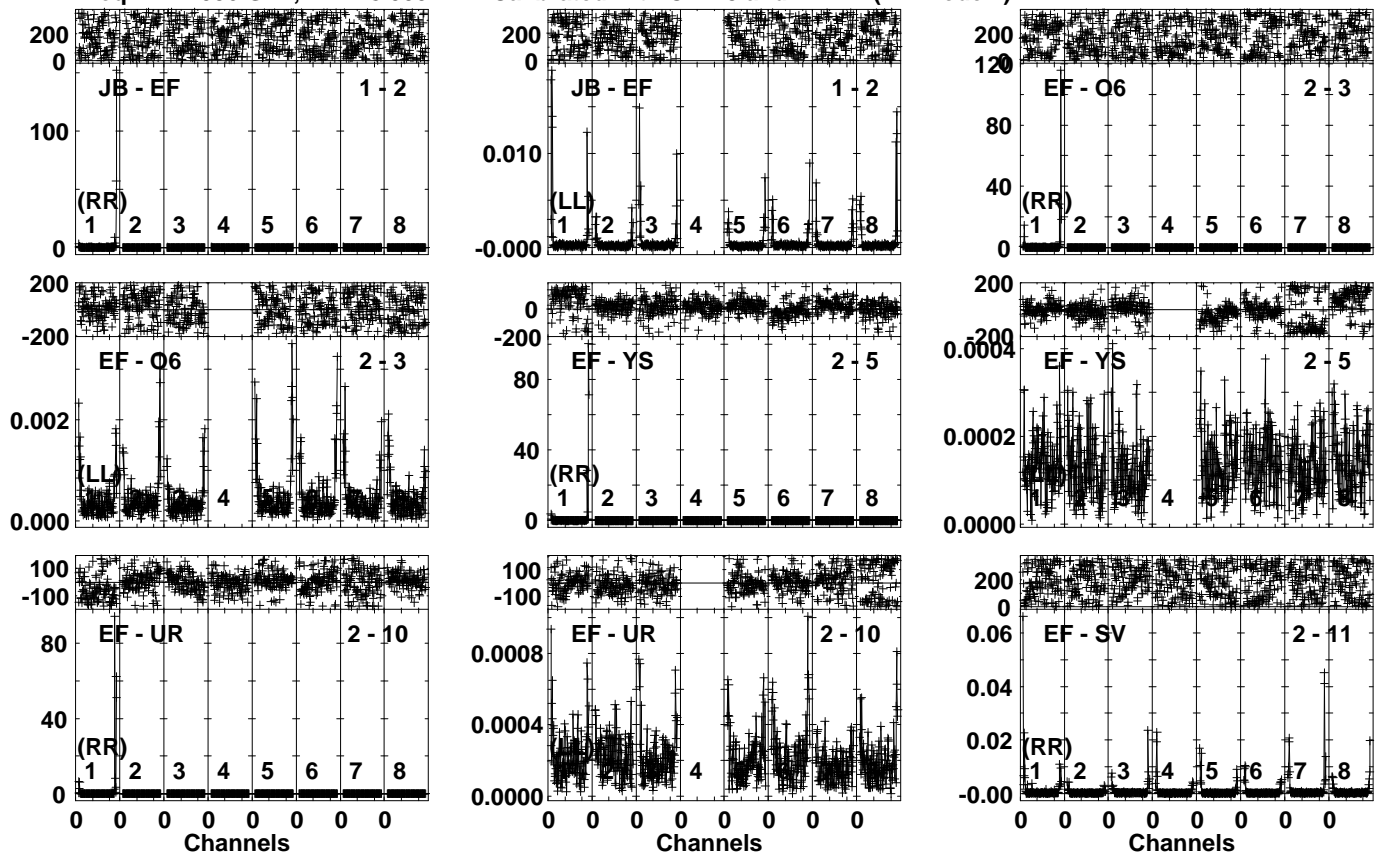 200
0
JB - EF 1 - 2
100
(RR)
1 2 3 4 5 6 7 8
0
200
0
JB - EF 1 - 2
0.010
(LL)
1 2 3 4 5 6 7 8
-0.000
200
0
120
EF - O6 2 - 3
80
40
(RR)
1 2 3 4 5 6 7 8
0
200
-200
EF - O6 2 - 3
0.002
(LL)
4
0.000
0
-200
EF - YS 2 - 5
80
40
(RR)
1 2 3 4 5 6 7 8
0
200
-200
0.0004
EF - YS 2 - 5
0.0002
4
0.0000
100
-100
EF - UR 2 - 10
80
40
(RR)
1 2 3 4 5 6 7 8
0
0 0 0 0 0 0 0 0
Channels
100
-100
EF - UR 2 - 10
0.0008
0.0004
4
0.0000
0 0 0 0 0 0 0 0
Channels
200
0
EF - SV 2 - 11
0.06
0.04
0.02
(RR)
1 2 3 4 5 6 7 8
-0.00
0 0 0 0 0 0 0 0
Channels